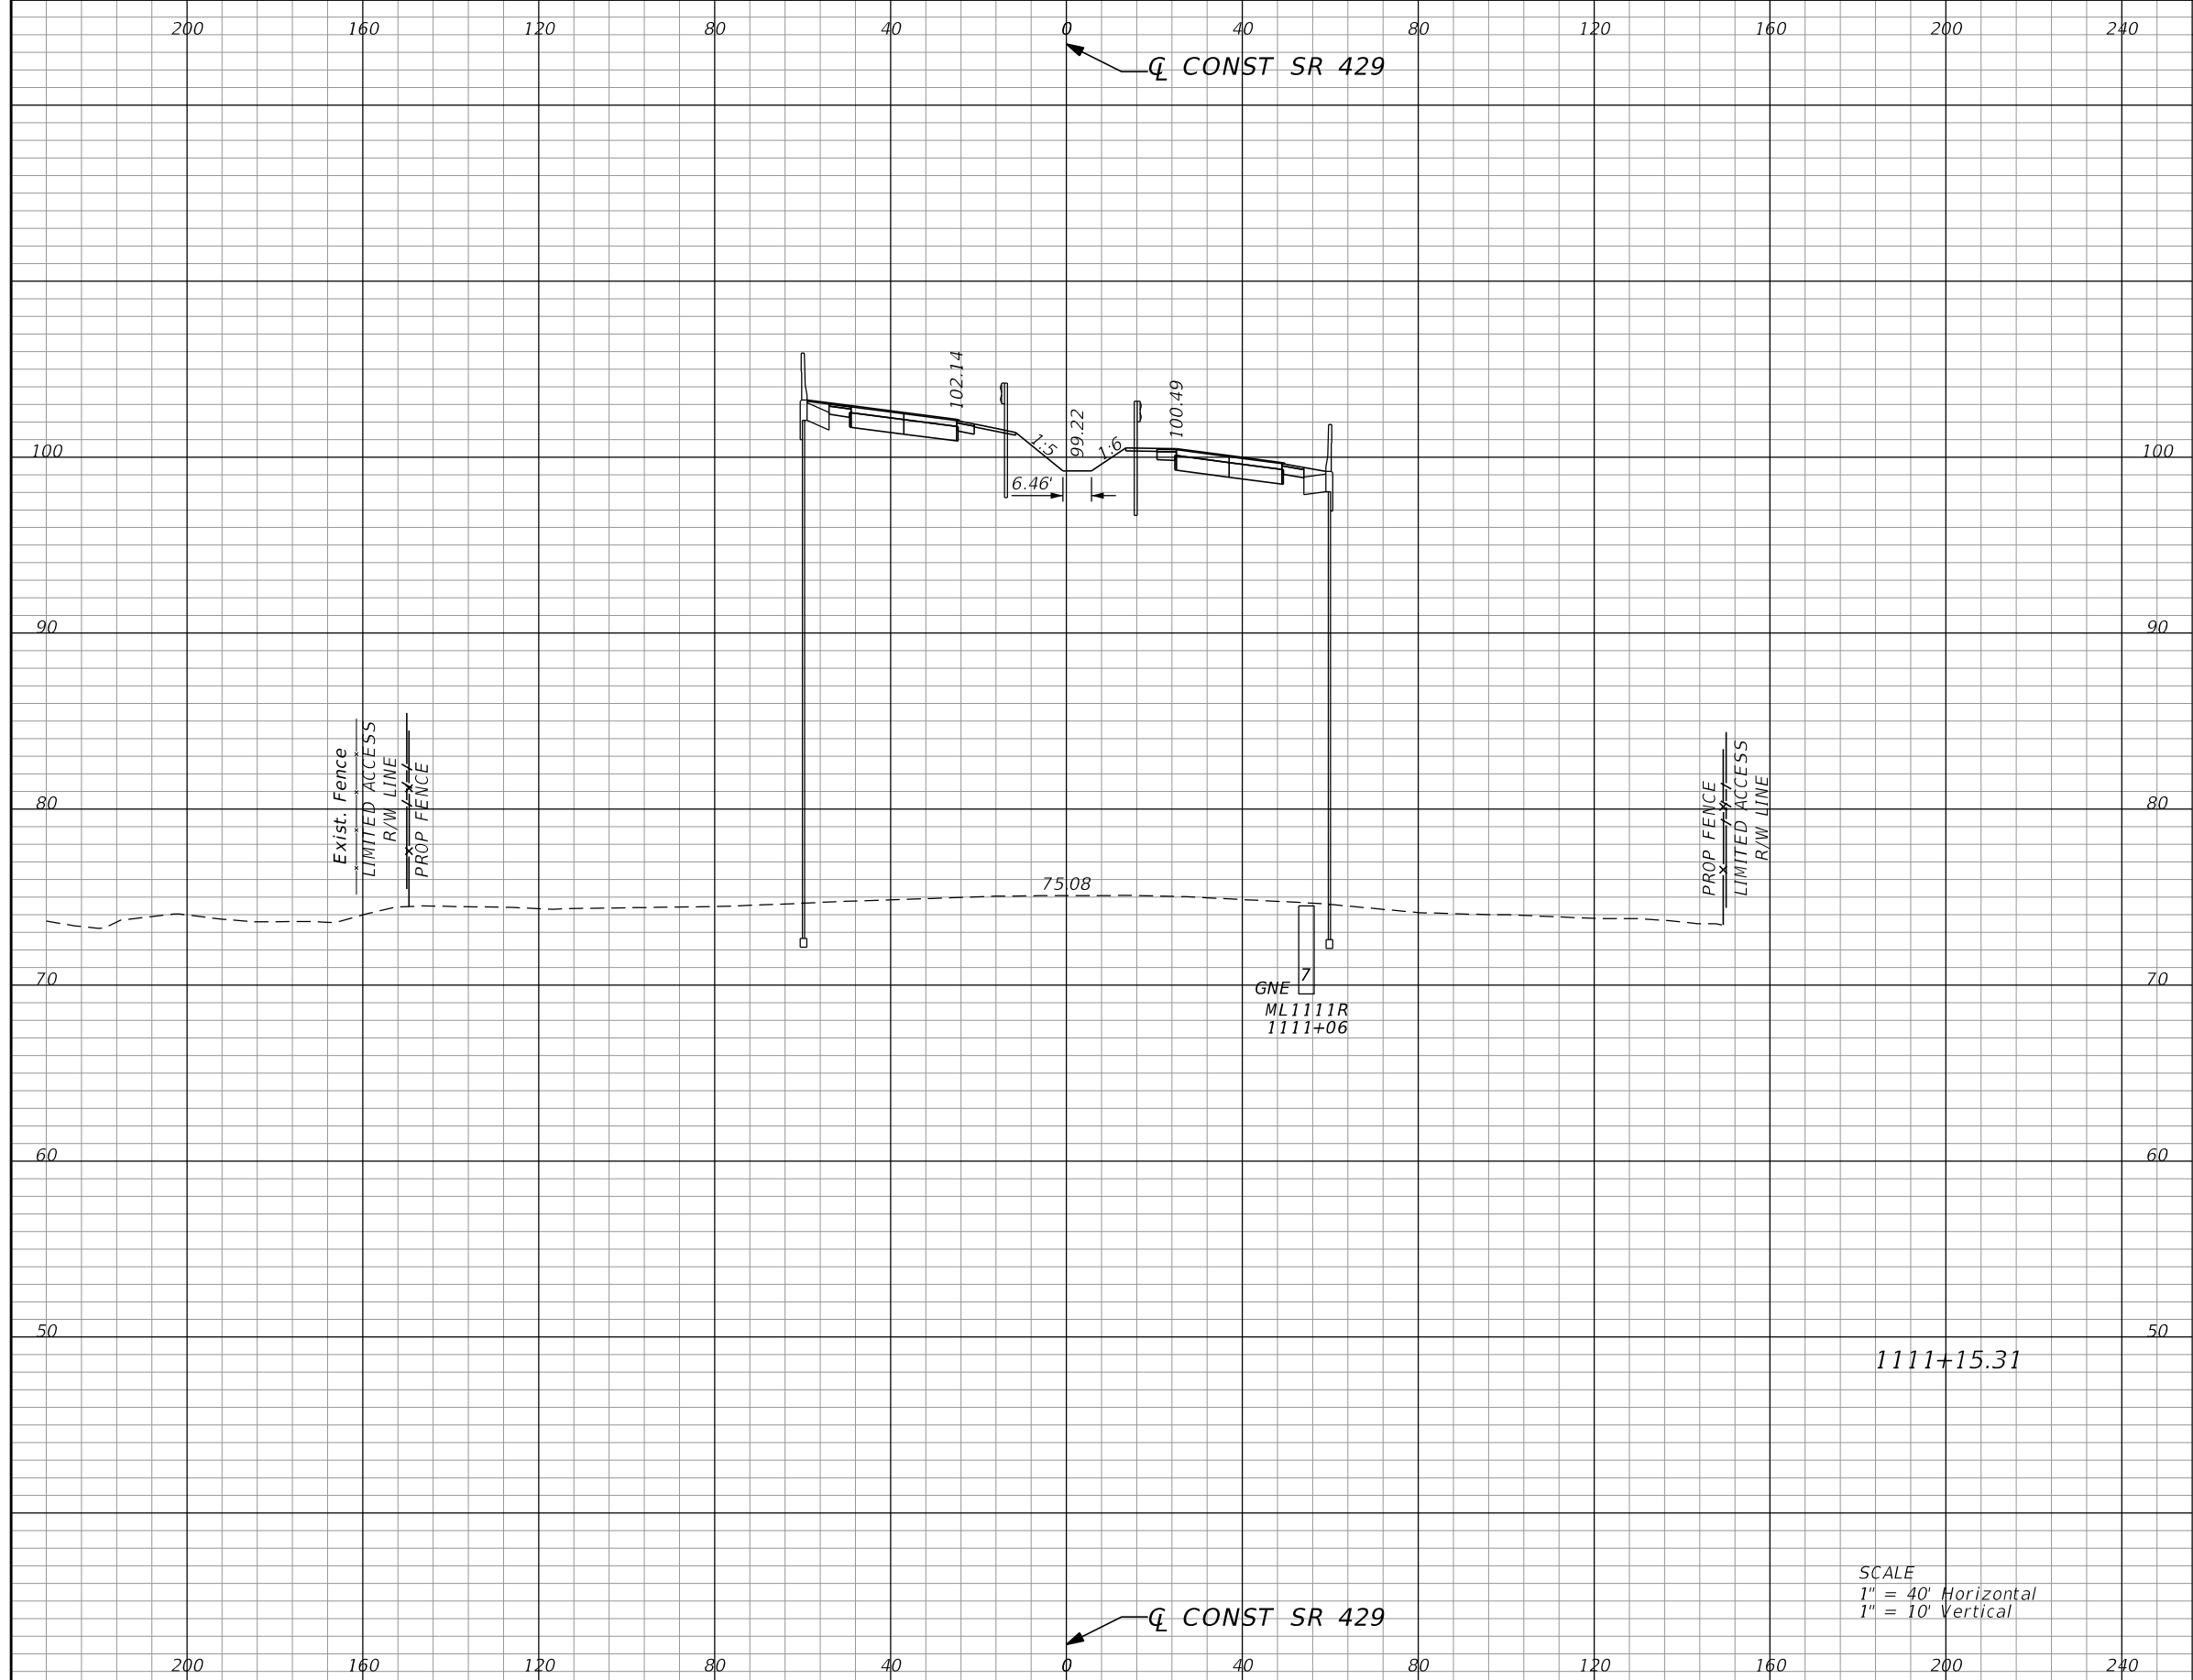 200 160 120 80 40 0 40 80 120 160 200 240
℄ CONST SR 429
102.14
99.22
100.49
1:5
1:6
6.46'
100 100
90 90
Exist. Fence
LIMITED ACCESS
R/W LINE
PROP FENCE
PROP FENCE
LIMITED ACCESS
R/W LINE
80 80
75.08
70 70
7
GNE
ML1111R
1111+06
60 60
50 50
1111+15.31
SCALE
1" = 40' Horizontal
1" = 10' Vertical
℄ CONST SR 429
200 160 120 80 40 0 40 80 120 160 200 240